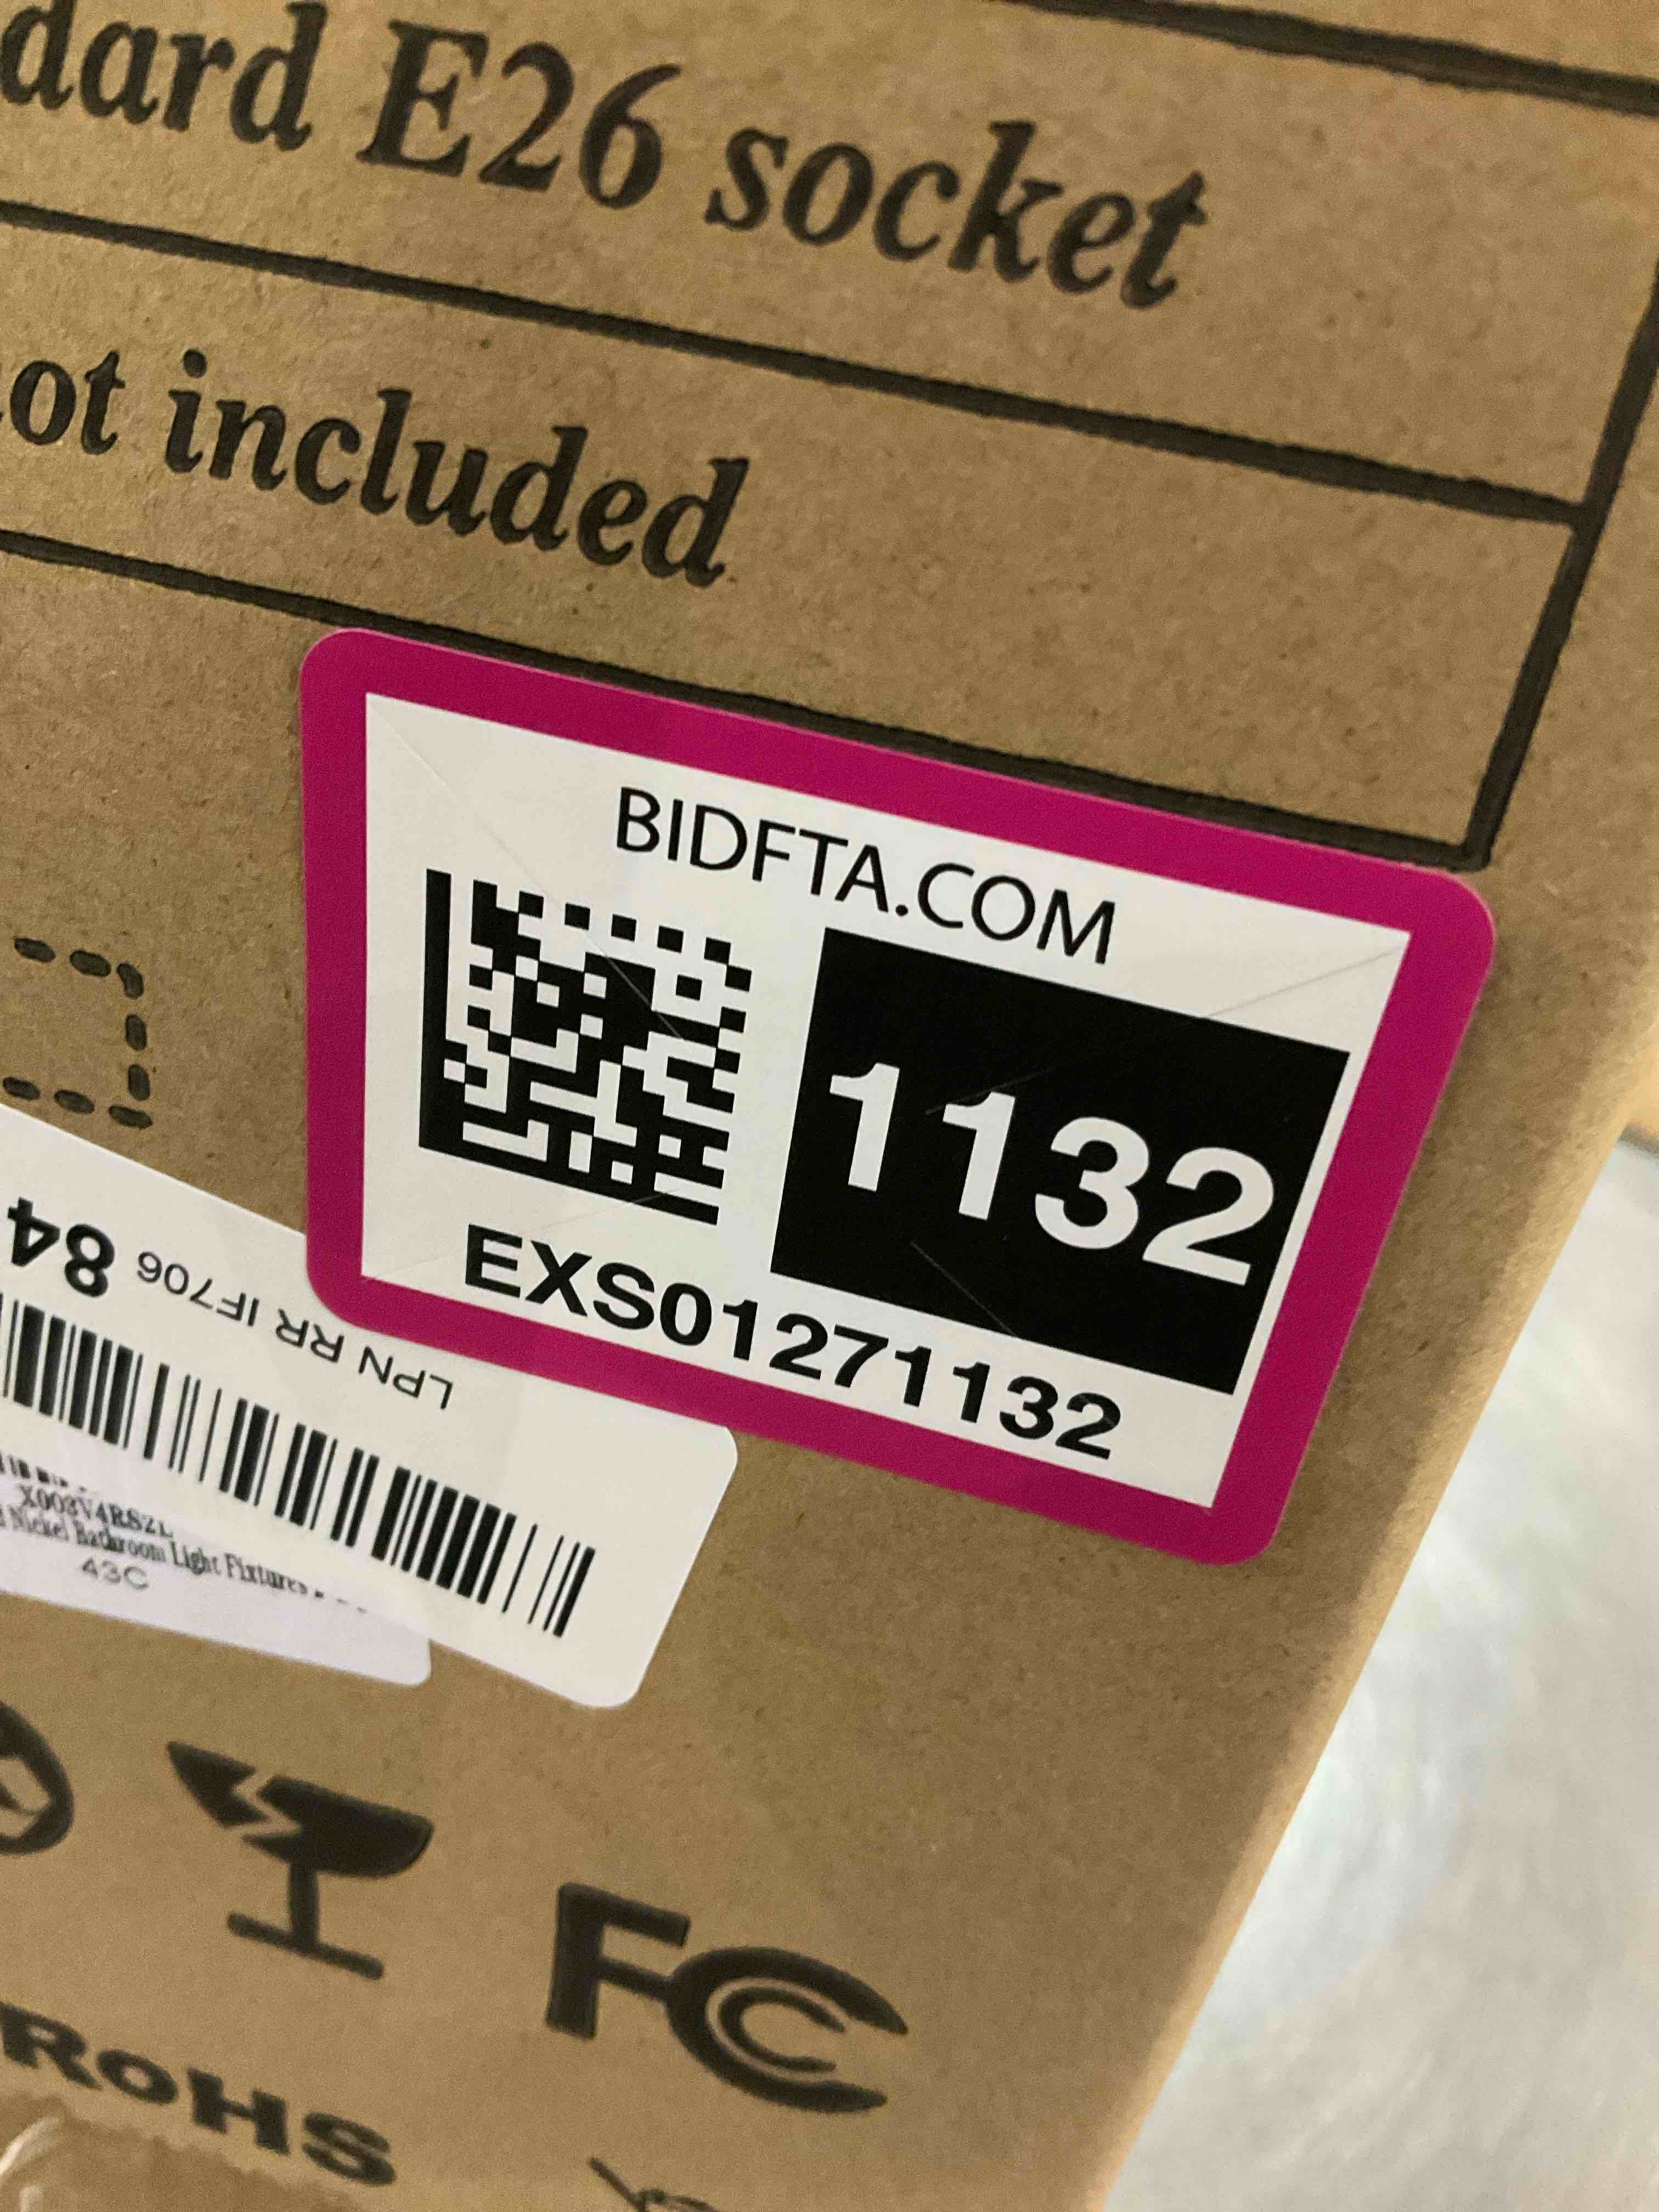 dard E26 socket
ot included
BIDFTA.COM
1132
EXS01271132
LPN RR IF706 84
X003V4RS2L
Nickel Bathroom Light Fixtures
43C
FC
ROHS